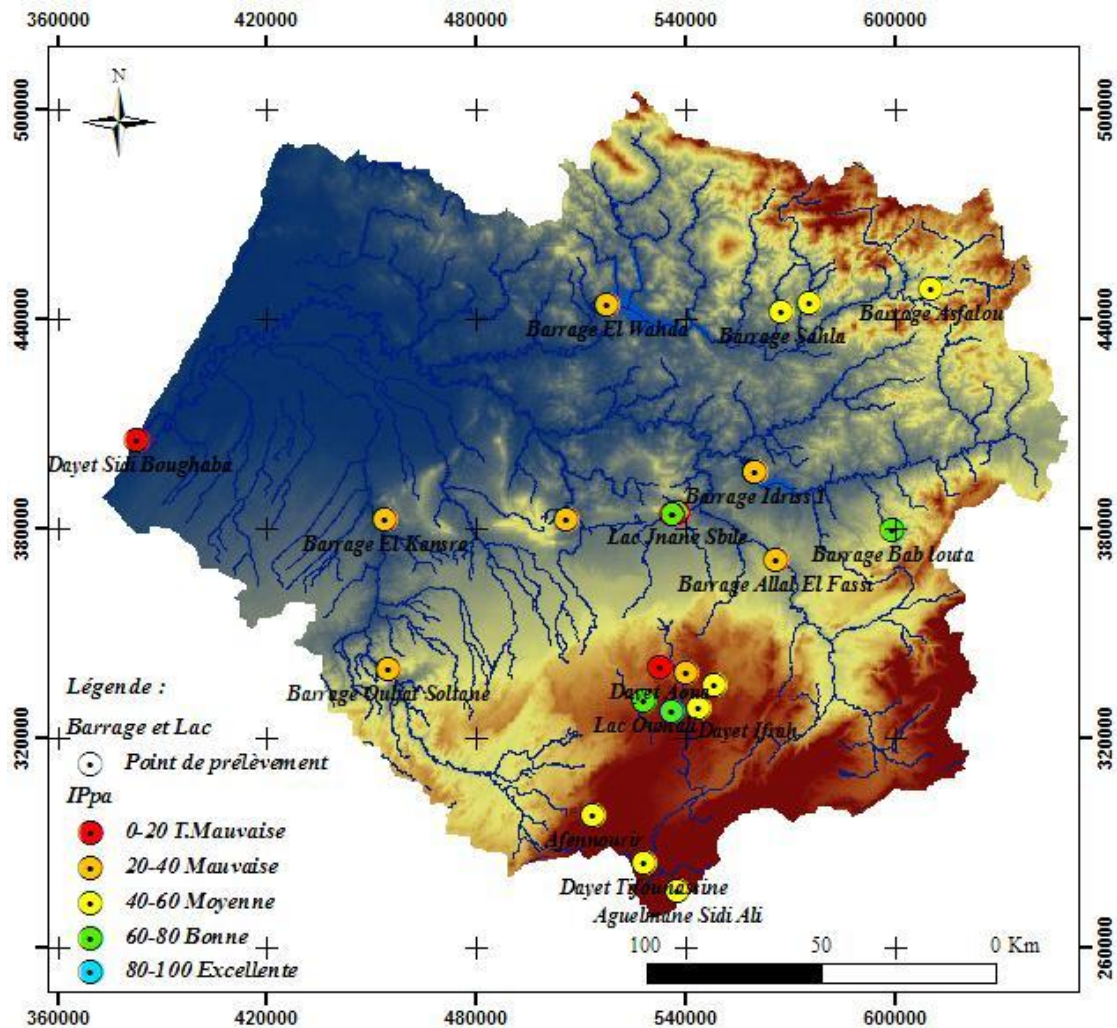 360000 420000 480000 540000 600000
N
500000 500000
440000 440000
380000 380000
320000 320000
260000 260000
Barrage El Wahda
Barrage Sahla
Barrage Asfalou
Dayet Sidi Boughaba
Barrage Idriss 1
Barrage El Kansra
Lac Jnane Sbile
Barrage Bab louta
Barrage Allal El Fassi
Barrage Ouljat Soltane
Dayet Aoua
Lac Ouiouan
Dayet Ifrah
Afennourir
Dayet Tifounassine
Aguelmane Sidi Ali
Légende :
Barrage et Lac
Point de prélèvement
IPpa
0-20 T.Mauvaise
20-40 Mauvaise
40-60 Moyenne
60-80 Bonne
80-100 Excellente
100 50 0 Km
360000 420000 480000 540000 600000